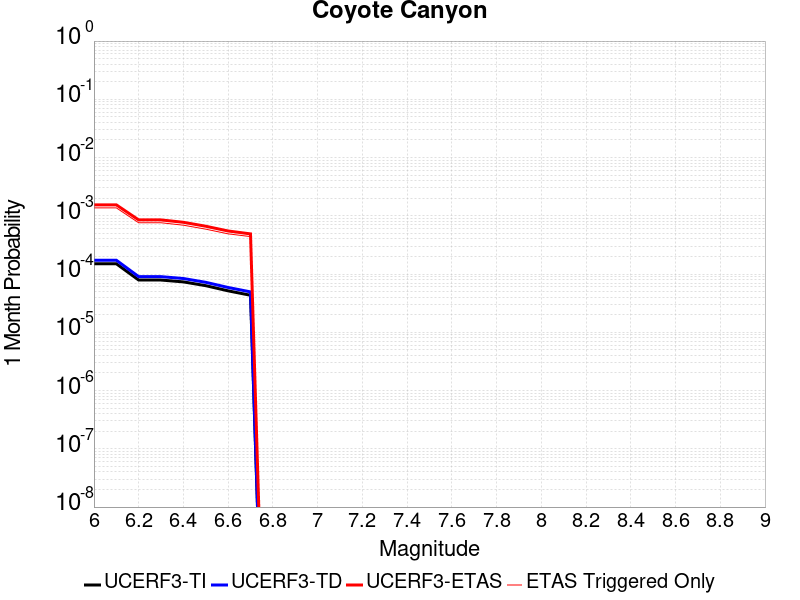 Coyote Canyon
10^0
10^-1
10^-2
10^-3
10^-4
10^-5
10^-6
10^-7
10^-8
1 Month Probability
6 6.2 6.4 6.6 6.8 7 7.2 7.4 7.6 7.8 8 8.2 8.4 8.6 8.8 9
Magnitude
UCERF3-TI UCERF3-TD UCERF3-ETAS ETAS Triggered Only